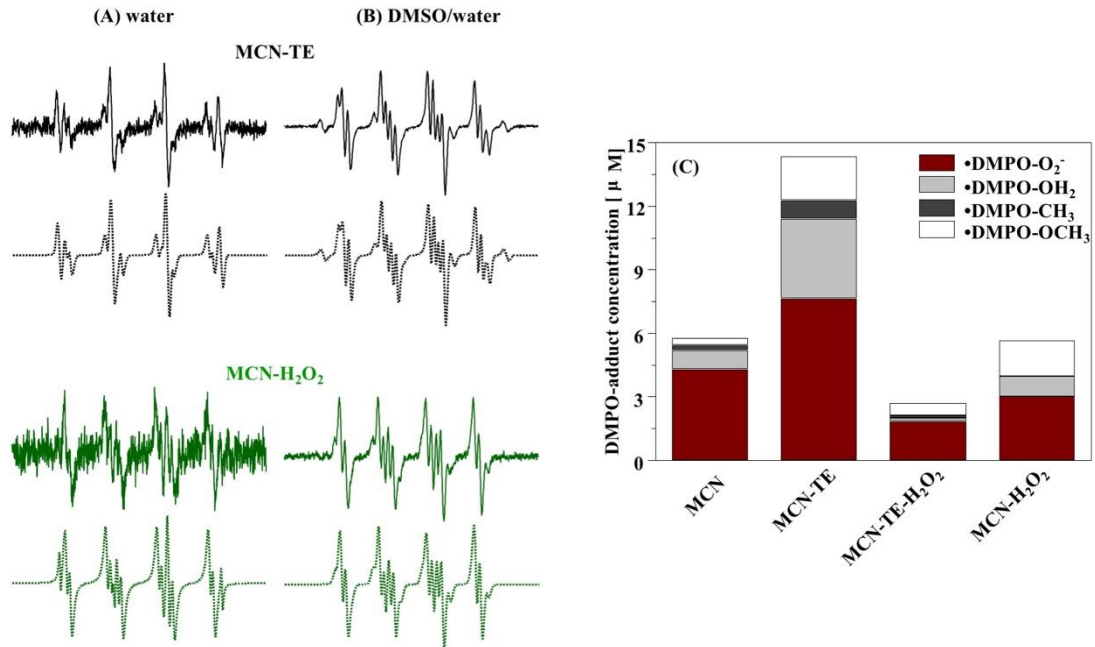 (A) water
(B) DMSO/water
MCN-TE
MCN-H₂O₂
(C)
•DMPO-O₂⁻
•DMPO-OH₂
•DMPO-CH₃
•DMPO-OCH₃
DMPO-adduct concentration [ μ M]
15
12
9
6
3
0
MCN
MCN-TE
MCN-TE-H₂O₂
MCN-H₂O₂